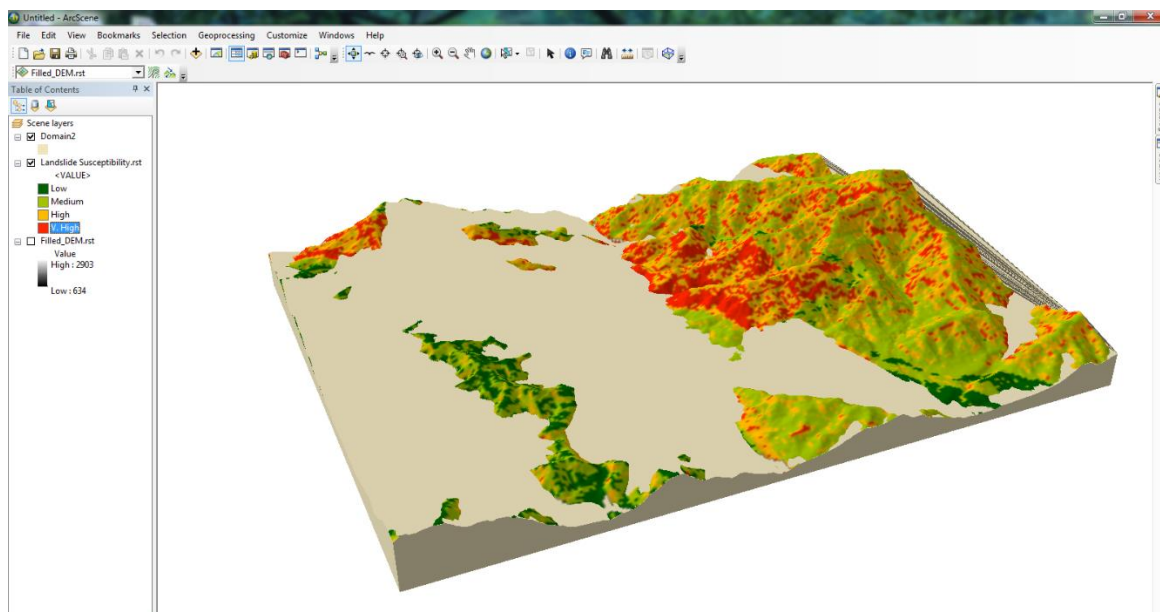 Untitled - ArcScene
File Edit View Bookmarks Selection Geoprocessing Customize Windows Help
Filled_DEM.rst
Table of Contents
Scene layers
Domain2
Landslide Susceptibility.rst
<VALUE>
Low
Medium
High
V. High
Filled_DEM.rst
Value
High : 2903
Low : 634